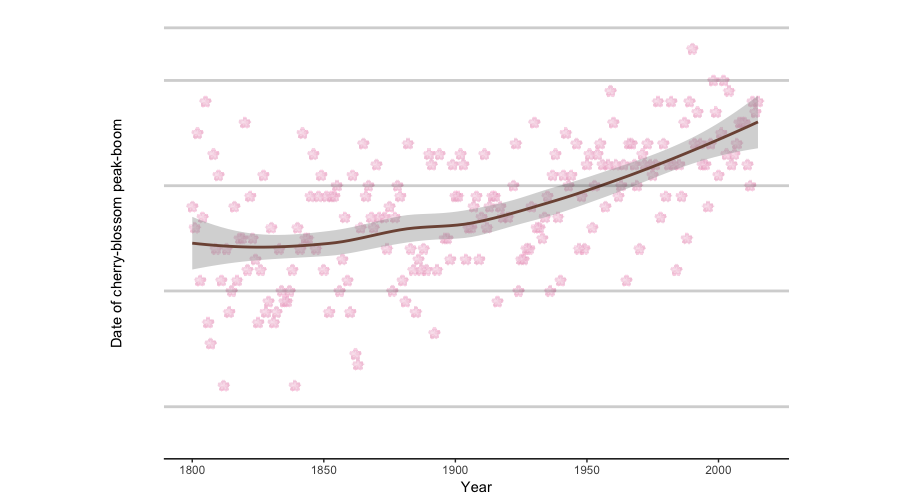 Date of cherry-blossom peak-boom
1800 1850 1900 1950 2000
Year